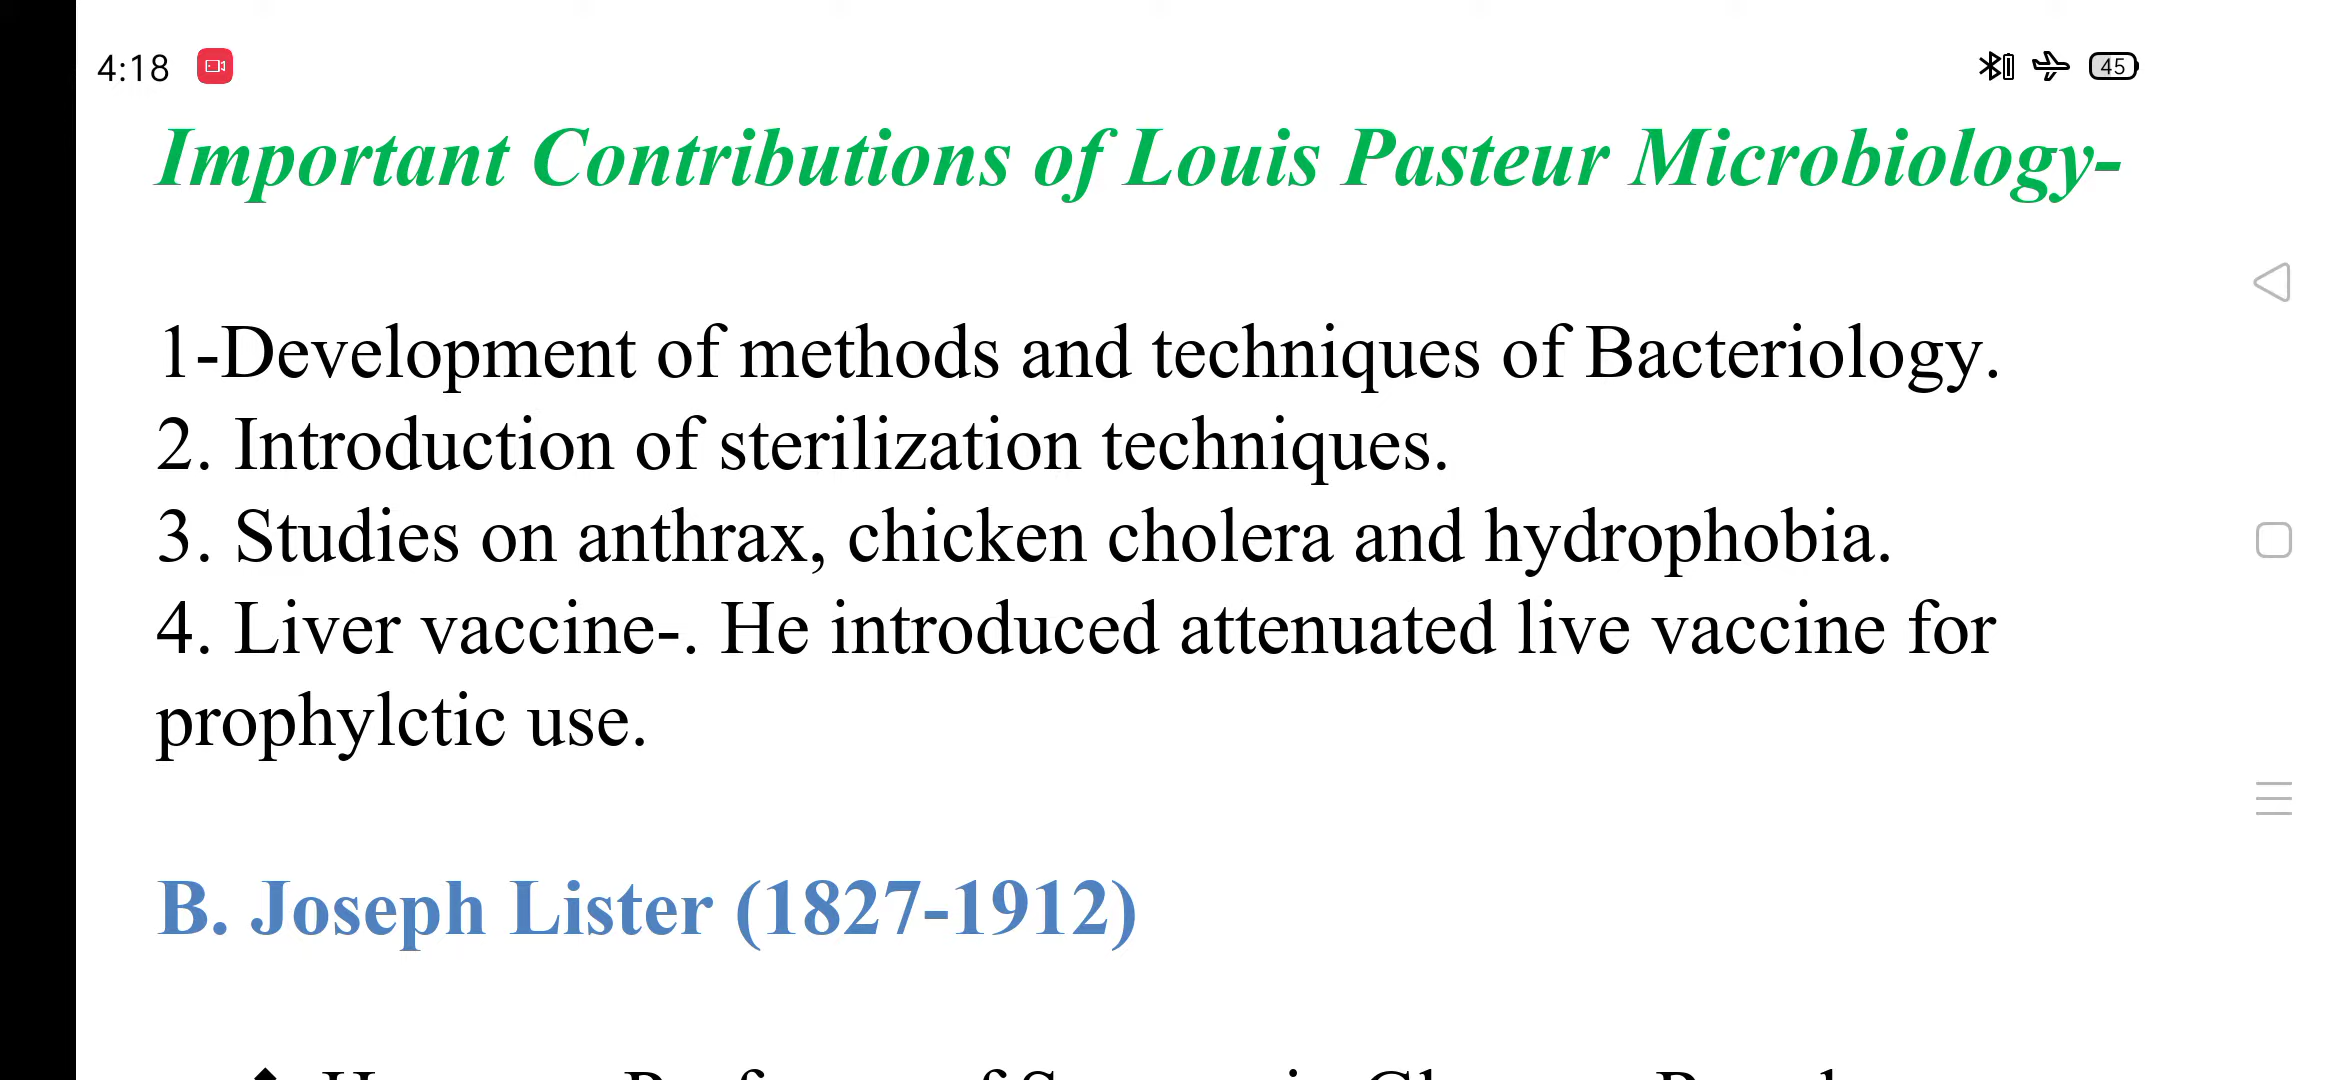 4:18
45
Important Contributions of Louis Pasteur Microbiology-
1-Development of methods and techniques of Bacteriology.
2. Introduction of sterilization techniques.
3. Studies on anthrax, chicken cholera and hydrophobia.
4. Liver vaccine-. He introduced attenuated live vaccine for
prophylctic use.
B. Joseph Lister (1827-1912)